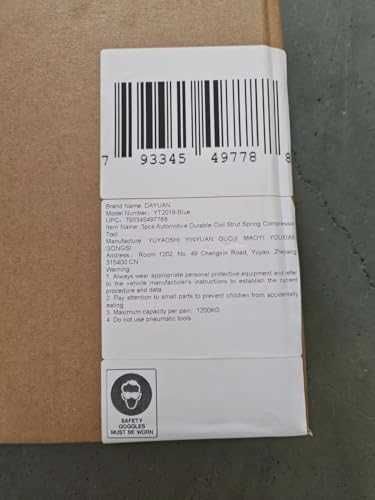 7 93345 49778 8
Brand Name: DAYUAN
Model Number: YT2019-Blue
UPC: 793345497788
Item Name: 3pcs Automotive Durable Coil Strut Spring Compressor
Tool
Manufacture: YUYAOSHI YINYUAN GUOJI MAOYI YOUXIAN
GONGSI
Address: Room 1202, No. 49 Changxin Road, Yuyao, Zhejiang
315400 CN
Warning
1. Always wear appropriate personal protective equipment and refer
to the vehicle manufacturer's instructions to establish the current
procedure and data
2. Pay attention to small parts to prevent children from accidentally
eating
3. Maximum capacity per pair: 1200KG
4. Do not use pneumatic tools
SAFETY
GOGGLES
MUST BE WORN